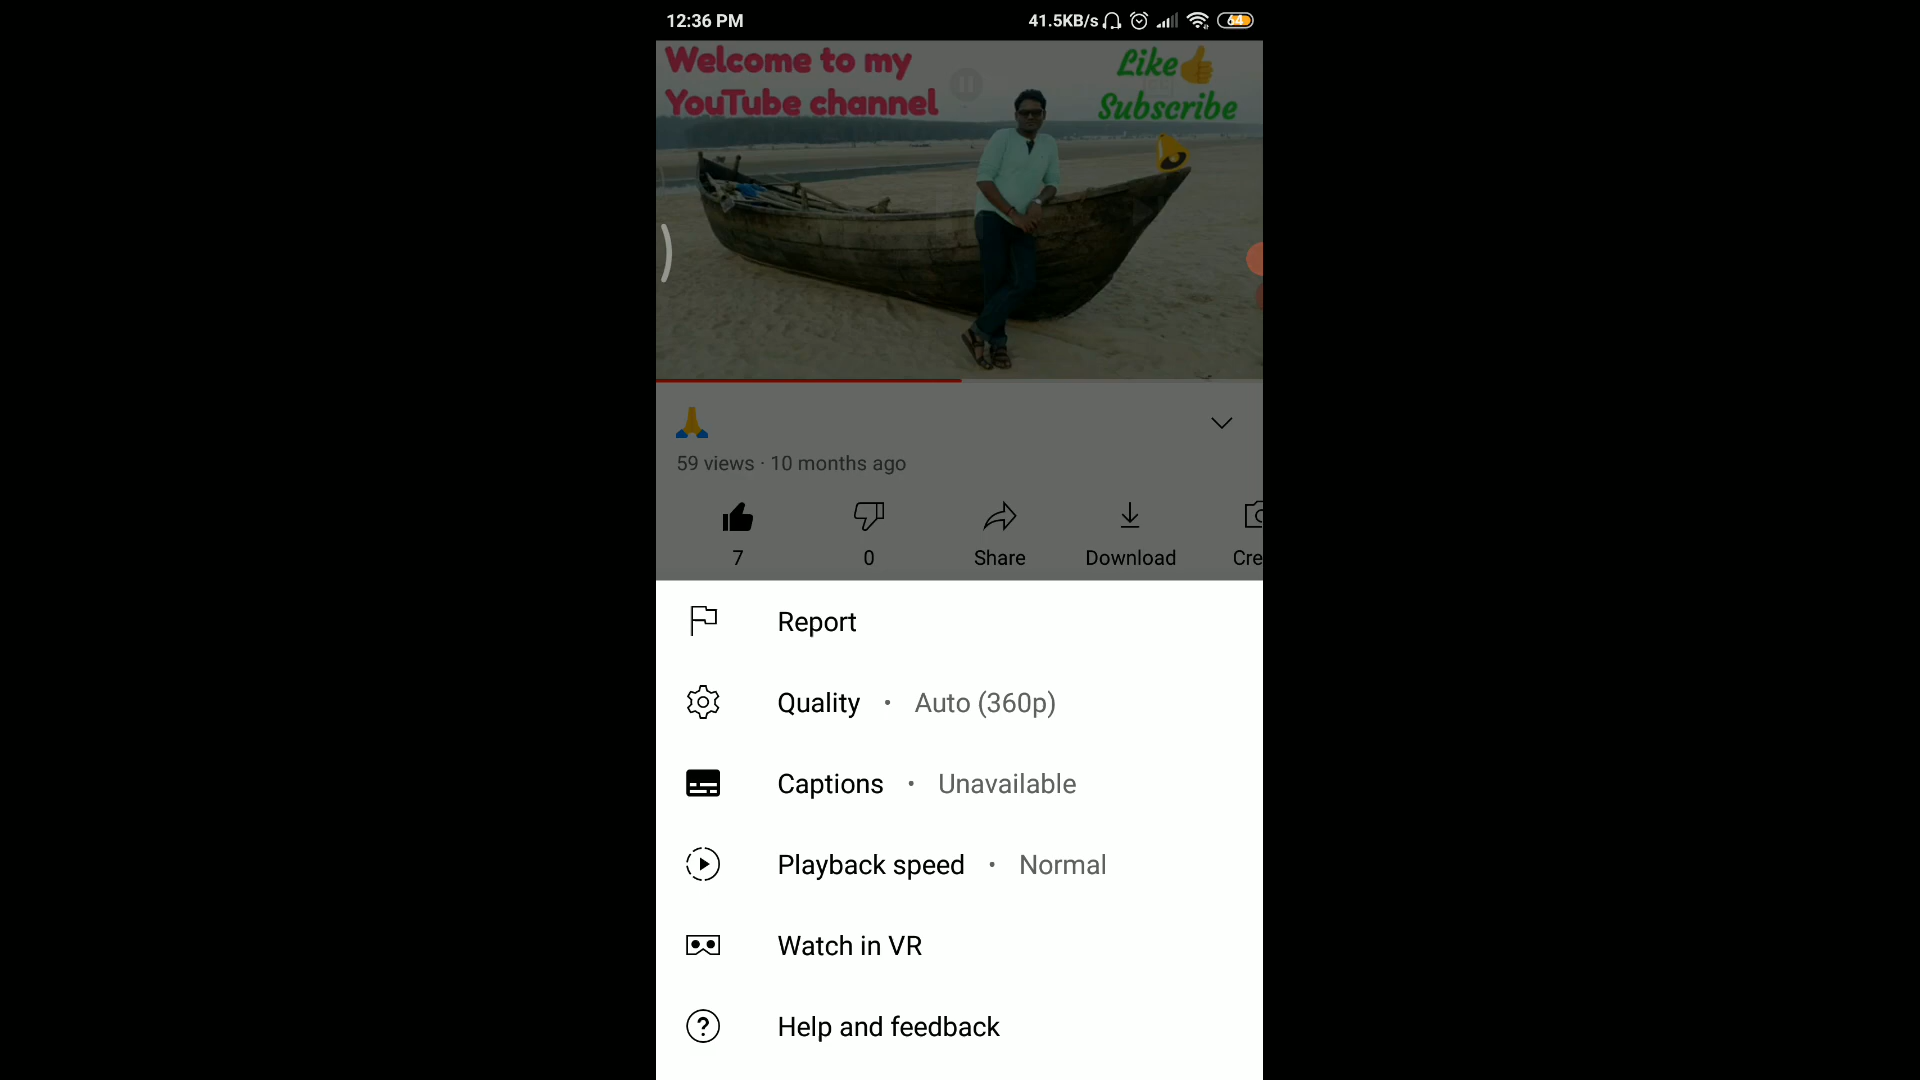 12:36 PM
41.5KB/s
64
Welcome to my
YouTube channel
Like
Subscribe
59 views · 10 months ago
7
0
Share
Download
Cre
Report
Quality • Auto (360p)
Captions • Unavailable
Playback speed • Normal
Watch in VR
Help and feedback